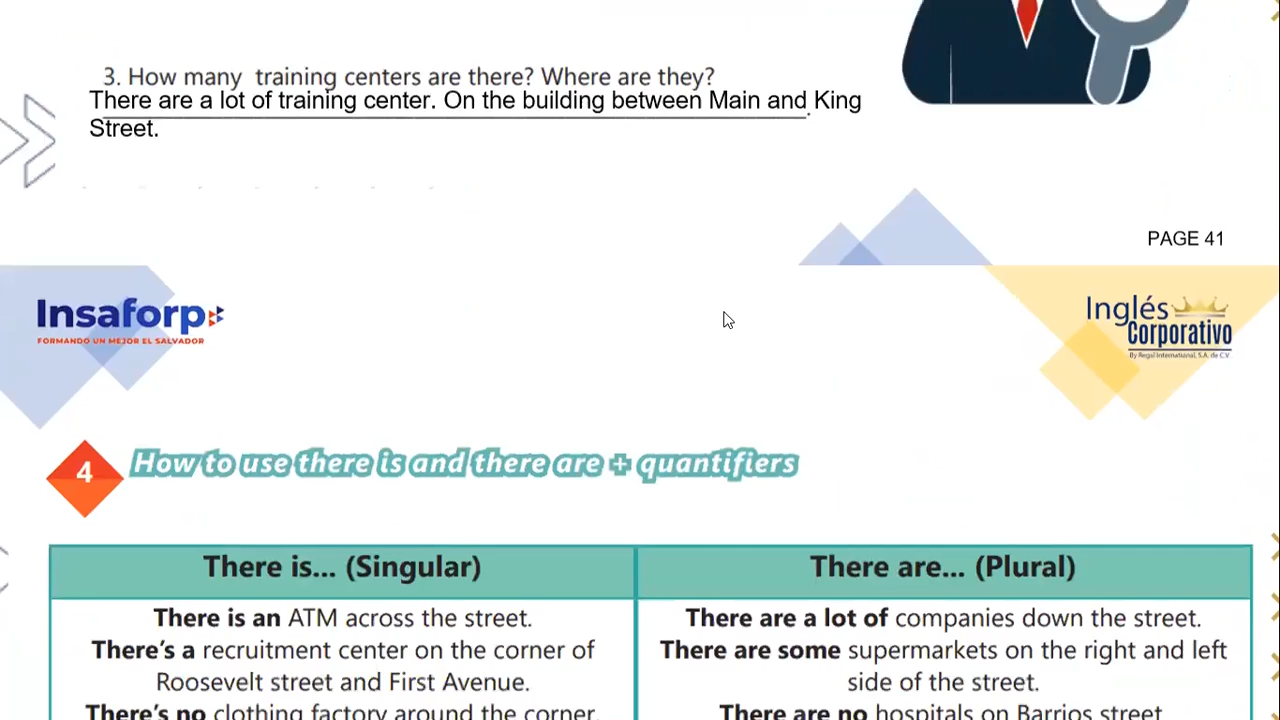 3. How many training centers are there? Where are they?
There are a lot of training center. On the building between Main and King
Street.
PAGE 41
Insaforp
FORMANDO UN MEJOR EL SALVADOR
Inglés
Corporativo
By Regal International, S.A. de C.V.
4
How to use there is and there are + quantifiers
There is... (Singular)
There are... (Plural)
There is an ATM across the street.
There's a recruitment center on the corner of
Roosevelt street and First Avenue.
There's no clothing factory around the corner.
There are a lot of companies down the street.
There are some supermarkets on the right and left
side of the street.
There are no hospitals on Barrios street